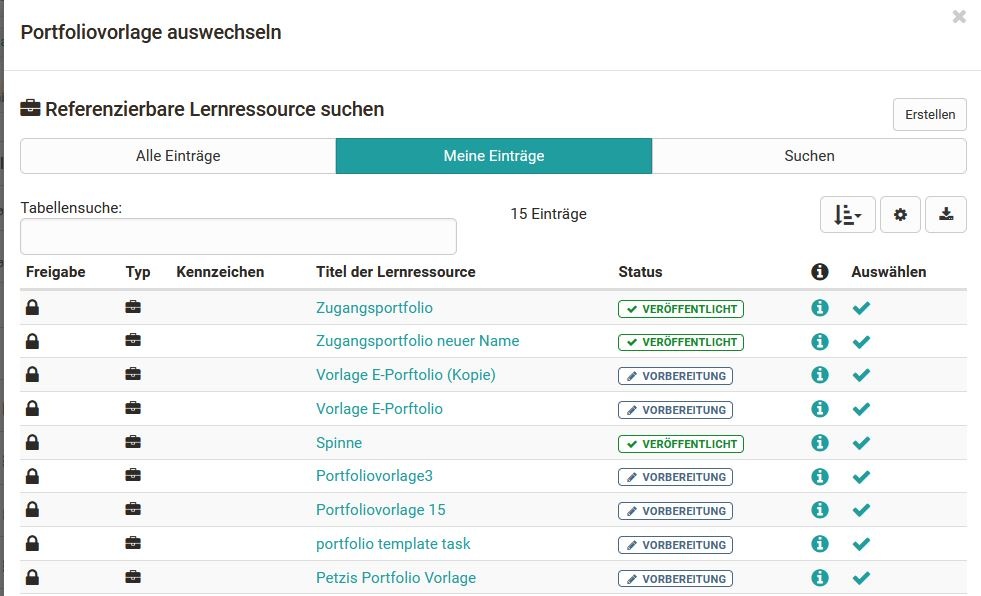 Portfoliovorlage auswechseln
Referenzierbare Lernressource suchen
Erstellen
Alle Einträge Meine Einträge Suchen
Tabellensuche: 15 Einträge
Freigabe Typ Kennzeichen Titel der Lernressource Status Auswählen
Zugangsportfolio VERÖFFENTLICHT
Zugangsportfolio neuer Name VERÖFFENTLICHT
Vorlage E-Porftolio (Kopie) VORBEREITUNG
Vorlage E-Porftolio VORBEREITUNG
Spinne VERÖFFENTLICHT
Portfoliovorlage3 VORBEREITUNG
Portfoliovorlage 15 VORBEREITUNG
portfolio template task VORBEREITUNG
Petzis Portfolio Vorlage VORBEREITUNG